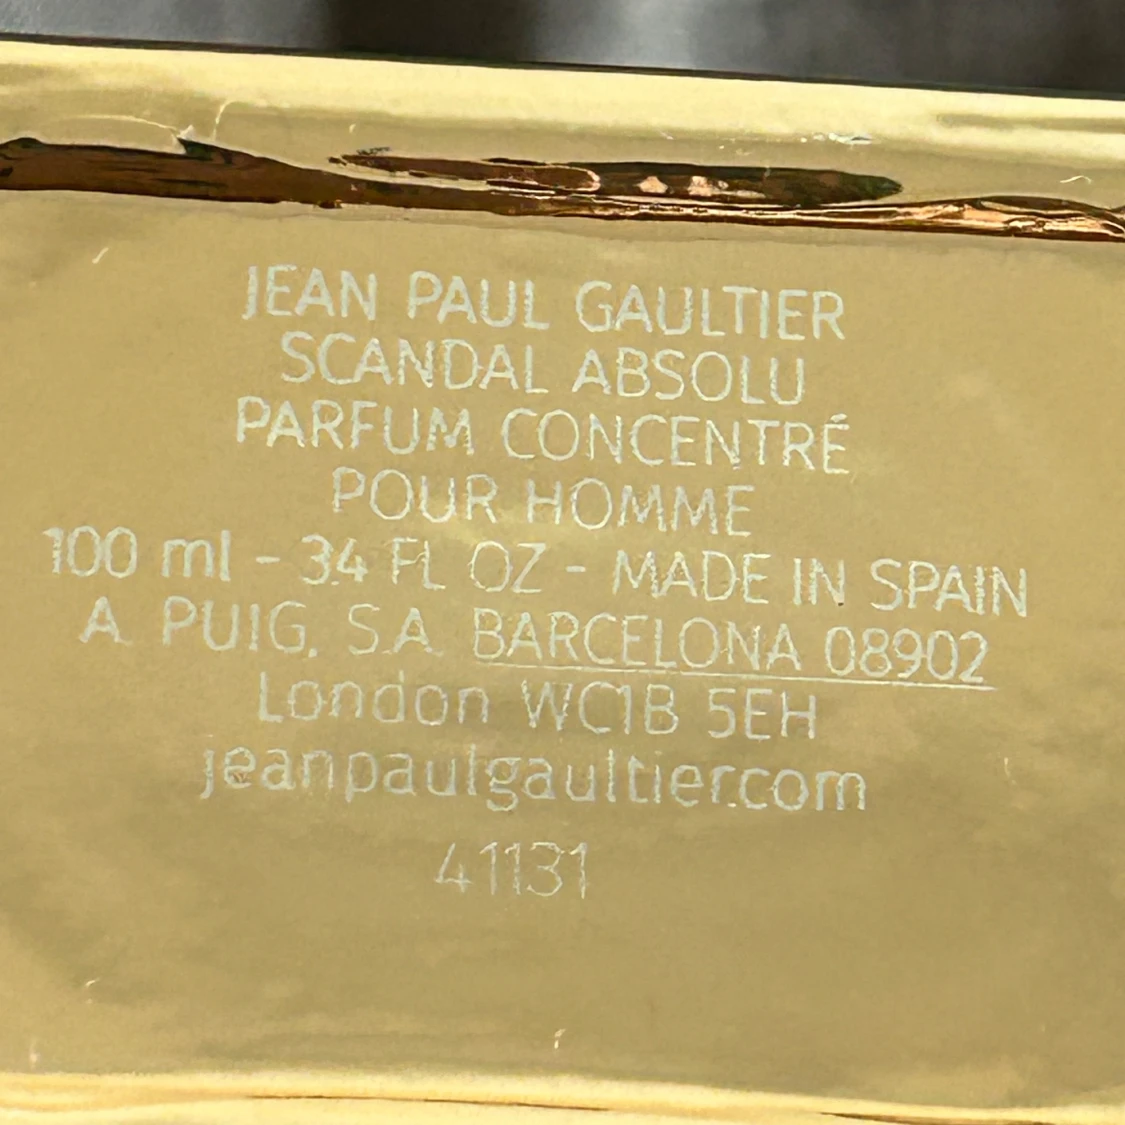 JEAN PAUL GAULTIER
SCANDAL ABSOLU
PARFUM CONCENTRÉ
POUR HOMME
100 ml - 3.4 FL OZ - MADE IN SPAIN
A. PUIG, S.A. BARCELONA 08902
London WC1B 5EH
jeanpaulgaultier.com
41131